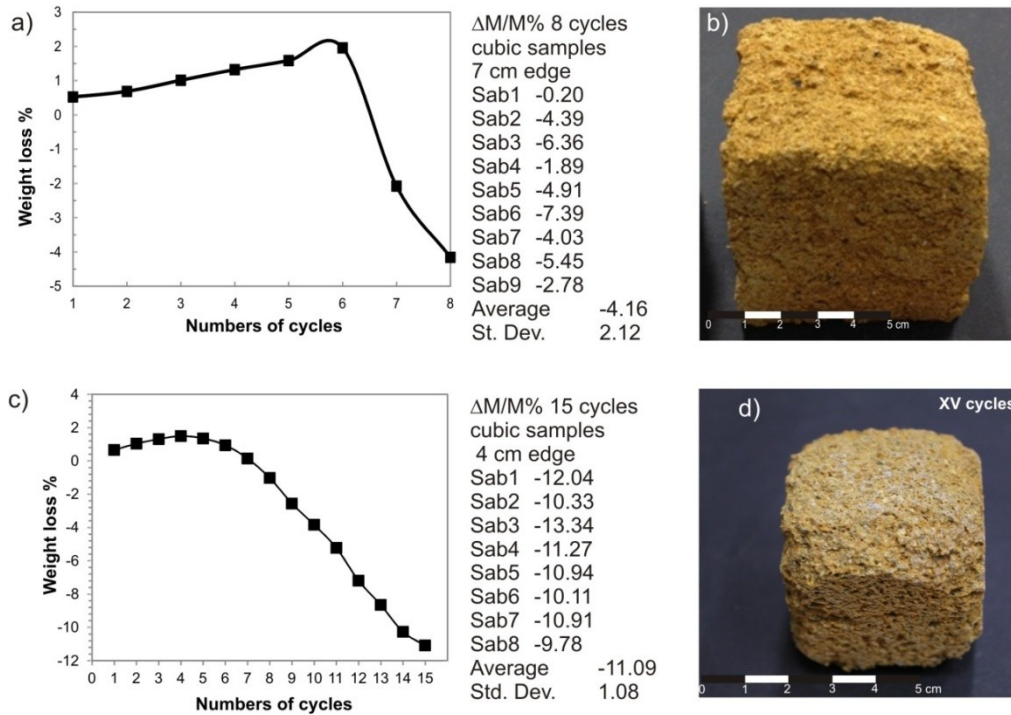 a)
3
2
1
0
-1
-2
-3
-4
-5
Weight loss %
1 2 3 4 5 6 7 8
Numbers of cycles
ΔM/M% 8 cycles
cubic samples
7 cm edge
Sab1 -0.20
Sab2 -4.39
Sab3 -6.36
Sab4 -1.89
Sab5 -4.91
Sab6 -7.39
Sab7 -4.03
Sab8 -5.45
Sab9 -2.78
Average -4.16
St. Dev. 2.12
b)
0 1 2 3 4 5 cm
c)
4
2
0
-2
-4
-6
-8
-10
-12
Weight loss %
0 1 2 3 4 5 6 7 8 9 10 11 12 13 14 15
Numbers of cycles
ΔM/M% 15 cycles
cubic samples
4 cm edge
Sab1 -12.04
Sab2 -10.33
Sab3 -13.34
Sab4 -11.27
Sab5 -10.94
Sab6 -10.11
Sab7 -10.91
Sab8 -9.78
Average -11.09
Std. Dev. 1.08
d)
XV cycles
0 1 2 3 4 5 cm